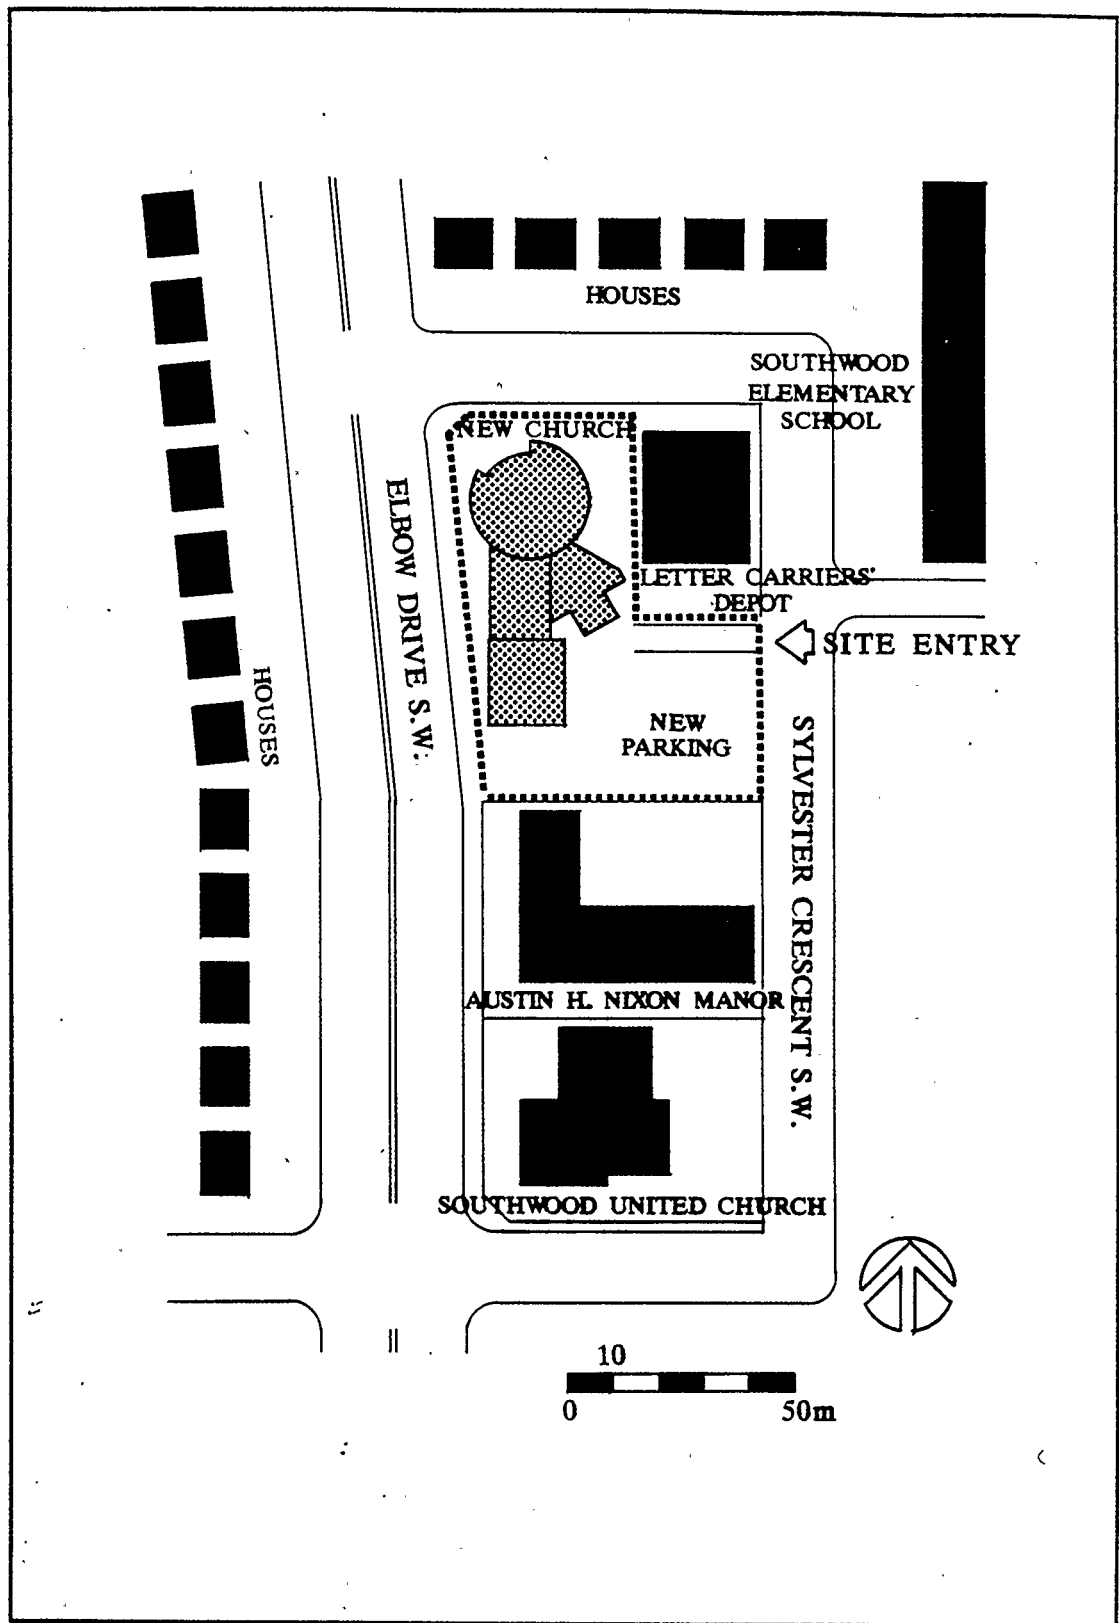 HOUSES
SOUTHWOOD
ELEMENTARY
SCHOOL
NEW CHURCH
ELBOW DRIVE S.W.
LETTER CARRIERS'
DEPOT
SITE ENTRY
HOUSES
NEW
PARKING
SYLVESTER CRESCENT S.W.
AUSTIN H. NIXON MANOR
SOUTHWOOD UNITED CHURCH
10
0 50m